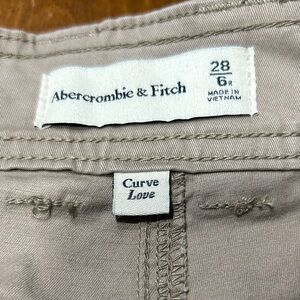 Abercrombie & Fitch
28
6R
MADE IN
VIETNAM
Curve
Love